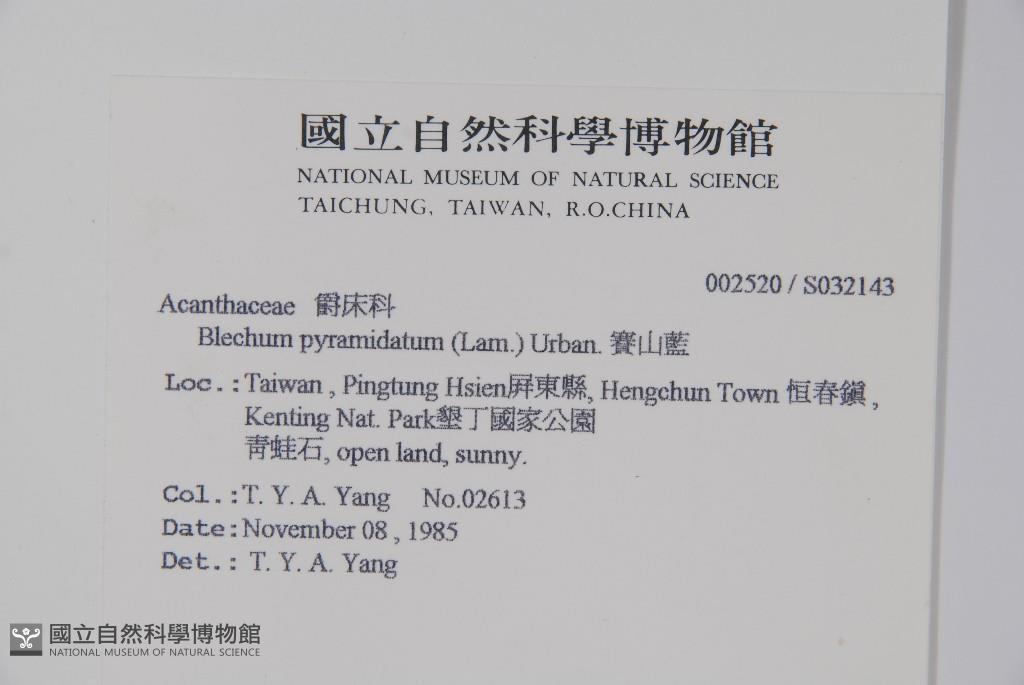 國立自然科學博物館
NATIONAL MUSEUM OF NATURAL SCIENCE
TAICHUNG, TAIWAN, R.O.CHINA
002520 / S032143
Acanthaceae 爵床科
Blechum pyramidatum (Lam.) Urban. 賽山藍
Loc.:Taiwan , Pingtung Hsien屏東縣, Hengchun Town 恒春鎮 ,
Kenting Nat. Park墾丁國家公園
青蛙石, open land, sunny.
Col.:T. Y. A. Yang No.02613
Date:November 08 , 1985
Det.: T. Y. A. Yang
國立自然科學博物館
NATIONAL MUSEUM OF NATURAL SCIENCE